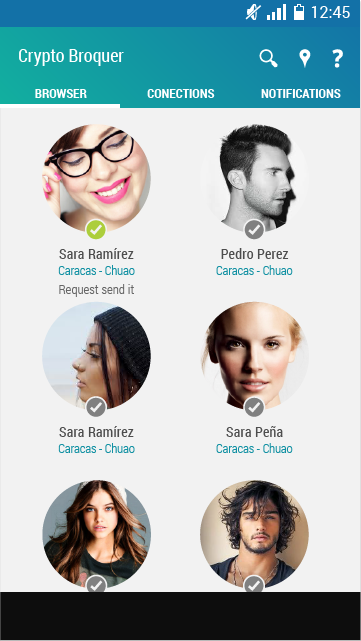 12:45
Crypto Broquer
BROWSER CONECTIONS NOTIFICATIONS
Sara Ramírez Pedro Perez
Caracas - Chuao Caracas - Chuao
Request send it
Sara Ramírez Sara Peña
Caracas - Chuao Caracas - Chuao